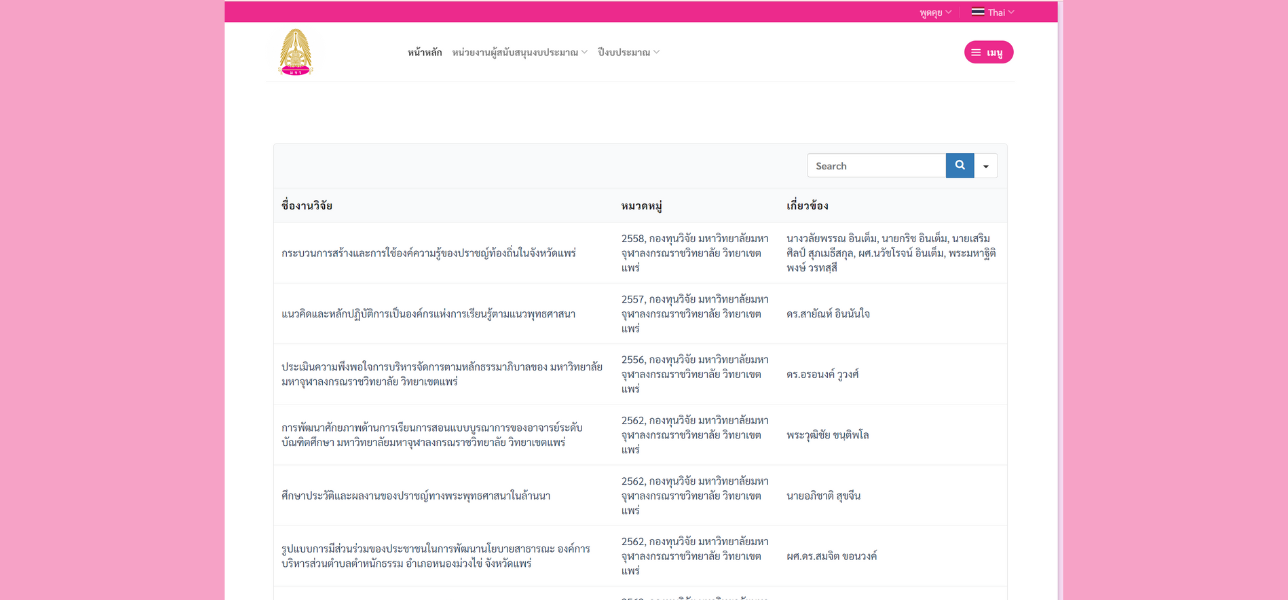 พูดคุย
Thai
หน้าหลัก หน่วยงานผู้สนับสนุนงบประมาณ ปีงบประมาณ
เมนู
Search
ชื่องานวิจัย
หมวดหมู่
เกี่ยวข้อง
กระบวนการสร้างและการใช้องค์ความรู้ของปราชญ์ท้องถิ่นในจังหวัดแพร่
2558, กองทุนวิจัย มหาวิทยาลัยมหา
จุฬาลงกรณราชวิทยาลัย วิทยาเขต
แพร่
นางวลัยพรรณ อินเต็ม, นายกริช อินเต็ม, นายเสริม
ศิลป์ สุภเมธีสกุล, ผศ.นวัชโรจน์ อินเต็ม, พระมหาฐิติ
พงษ์ วรทสฺสี
แนวคิดและหลักปฏิบัติการเป็นองค์กรแห่งการเรียนรู้ตามแนวพุทธศาสนา
2557, กองทุนวิจัย มหาวิทยาลัยมหา
จุฬาลงกรณราชวิทยาลัย วิทยาเขต
แพร่
ดร.สายัณห์ อินนันใจ
ประเมินความพึงพอใจการบริหารจัดการตามหลักธรรมาภิบาลของ มหาวิทยาลัย
มหาจุฬาลงกรณราชวิทยาลัย วิทยาเขตแพร่
2556, กองทุนวิจัย มหาวิทยาลัยมหา
จุฬาลงกรณราชวิทยาลัย วิทยาเขต
แพร่
ดร.อรอนงค์ วูวงศ์
การพัฒนาศักยภาพด้านการเรียนการสอนแบบบูรณาการของอาจารย์ระดับ
บัณฑิตศึกษา มหาวิทยาลัยมหาจุฬาลงกรณราชวิทยาลัย วิทยาเขตแพร่
2562, กองทุนวิจัย มหาวิทยาลัยมหา
จุฬาลงกรณราชวิทยาลัย วิทยาเขต
แพร่
พระวุฒิชัย ขนฺติพโล
ศึกษาประวัติและผลงานของปราชญ์ทางพระพุทธศาสนาในล้านนา
2562, กองทุนวิจัย มหาวิทยาลัยมหา
จุฬาลงกรณราชวิทยาลัย วิทยาเขต
แพร่
นายอภิชาติ สุขจีน
รูปแบบการมีส่วนร่วมของประชาชนในการพัฒนานโยบายสาธารณะ องค์การ
บริหารส่วนตำบลตำหนักธรรม อำเภอหนองม่วงไข่ จังหวัดแพร่
2562, กองทุนวิจัย มหาวิทยาลัยมหา
จุฬาลงกรณราชวิทยาลัย วิทยาเขต
แพร่
ผศ.ดร.สมจิต ขอนวงค์